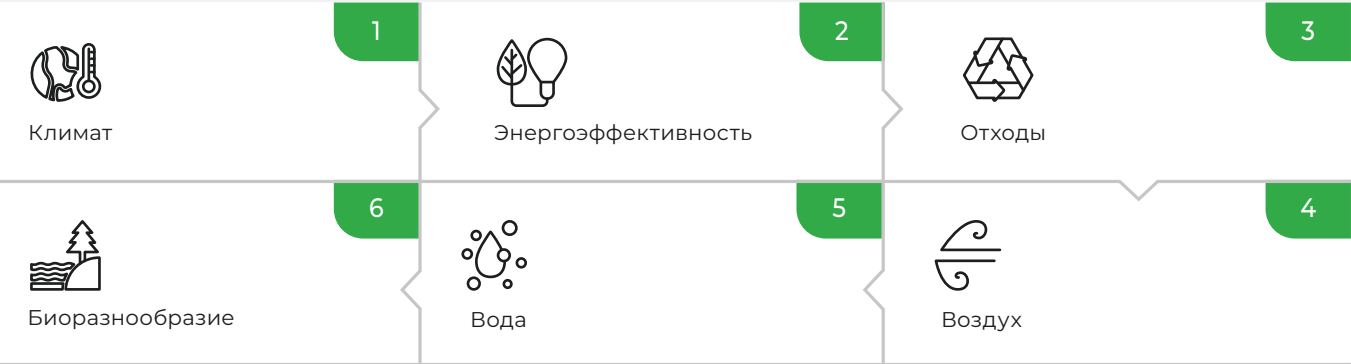 1
Климат
2
Энергоэффективность
3
Отходы
4
Воздух
5
Вода
6
Биоразнообразие